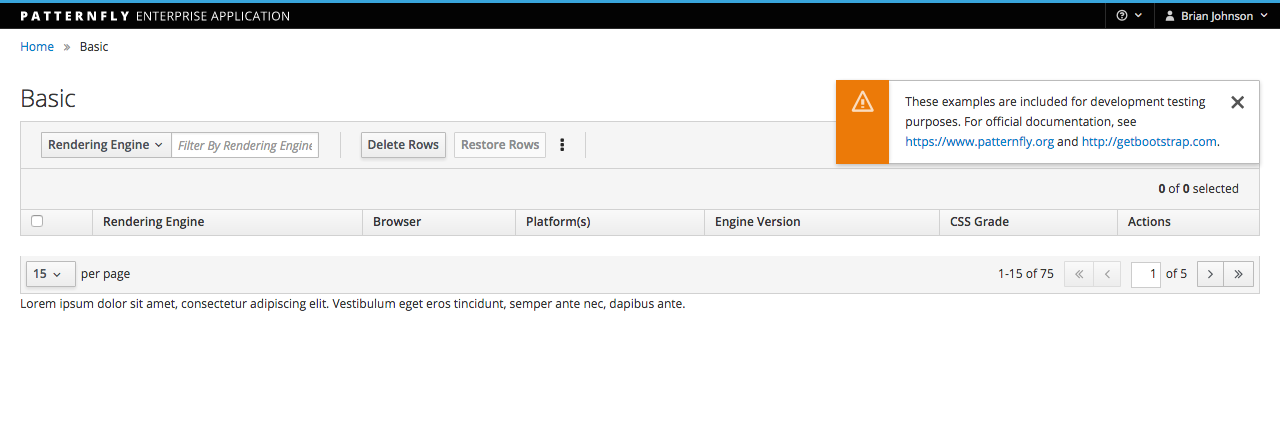 PATTERNFLY ENTERPRISE APPLICATION
Brian Johnson
Home » Basic
Basic
These examples are included for development testing
purposes. For official documentation, see
https://www.patternfly.org and http://getbootstrap.com.
Rendering Engine
Filter By Rendering Engine
Delete Rows
Restore Rows
0 of 0 selected
Rendering Engine Browser Platform(s) Engine Version CSS Grade Actions
15 per page
1-15 of 75 « ‹ 1 of 5 › »
Lorem ipsum dolor sit amet, consectetur adipiscing elit. Vestibulum eget eros tincidunt, semper ante nec, dapibus ante.